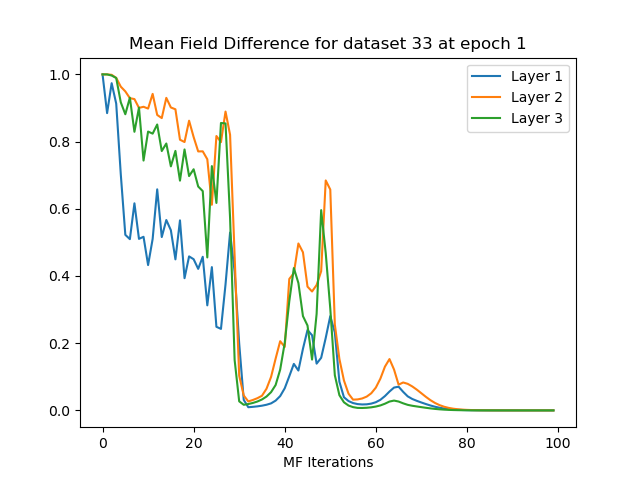 Mean Field Difference for dataset 33 at epoch 1
Layer 1
Layer 2
Layer 3
1.0
0.8
0.6
0.4
0.2
0.0
0 20 40 60 80 100
MF Iterations